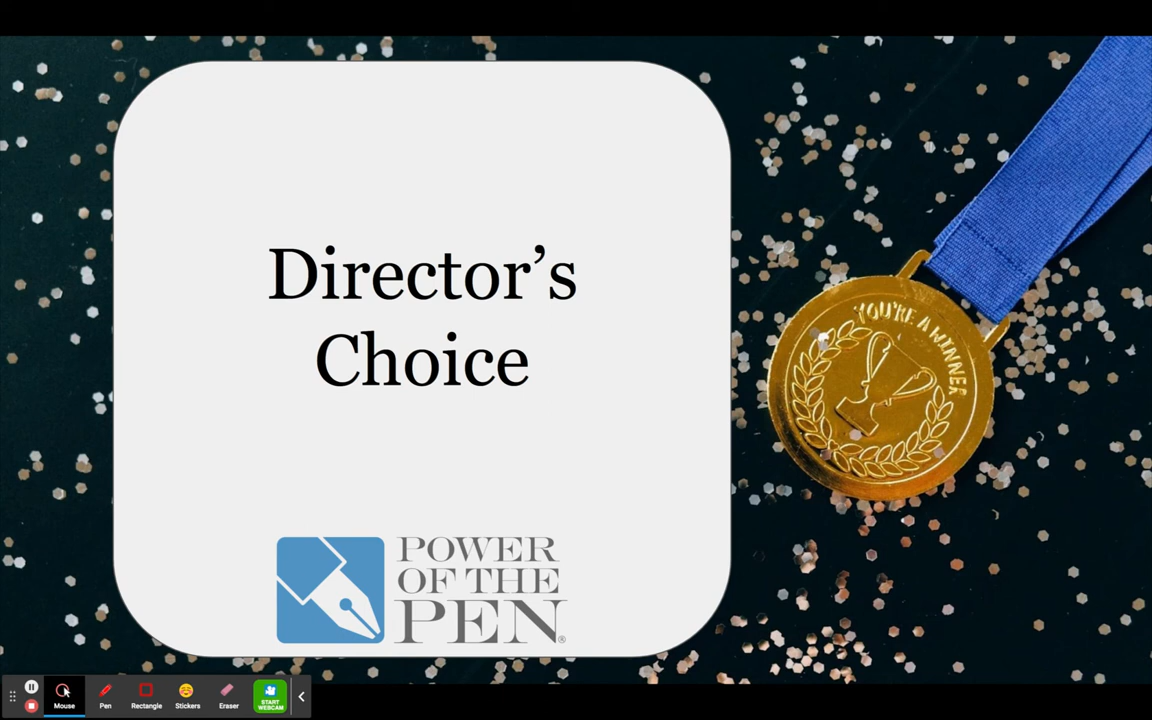 Director’s
Choice
YOU'RE A WINNER
POWER
OF THE
PEN®
Mouse
Pen
Rectangle
Stickers
Eraser
START
WEBCAM